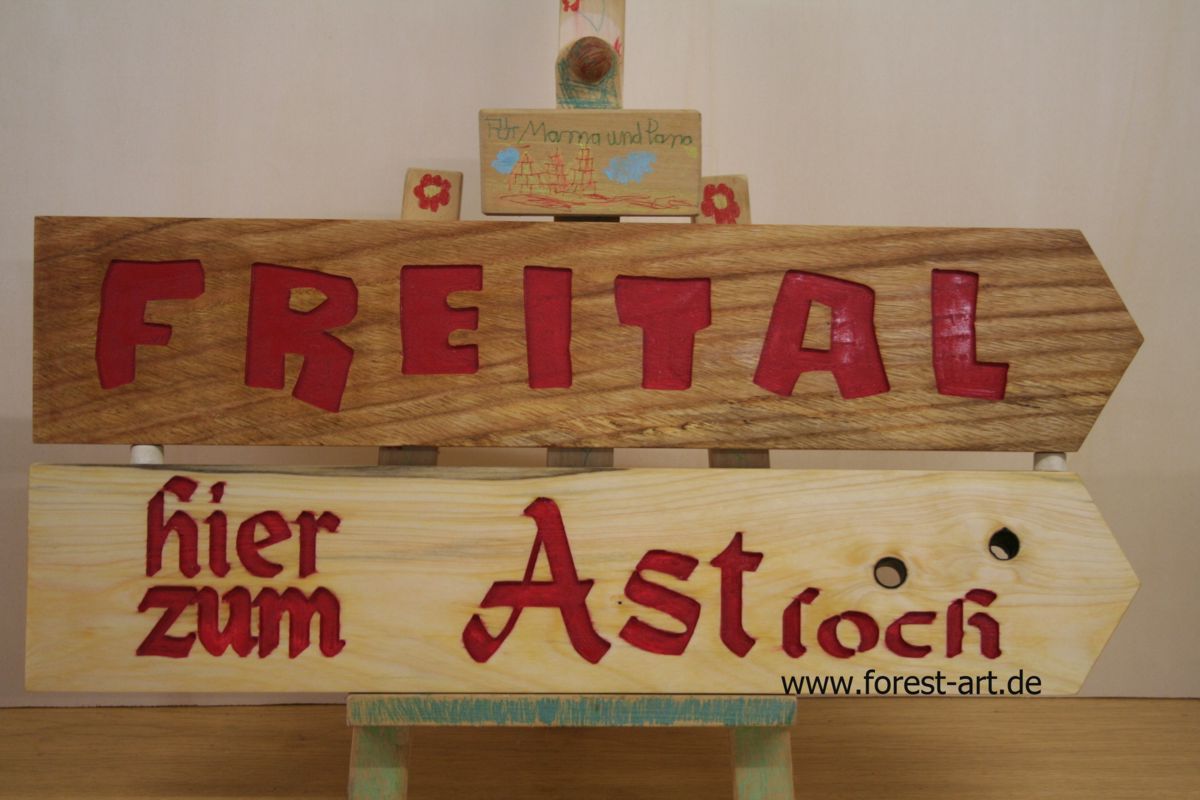 Für Mama und Papa
FREITAL
hier
zum
Astloch
www.forest-art.de